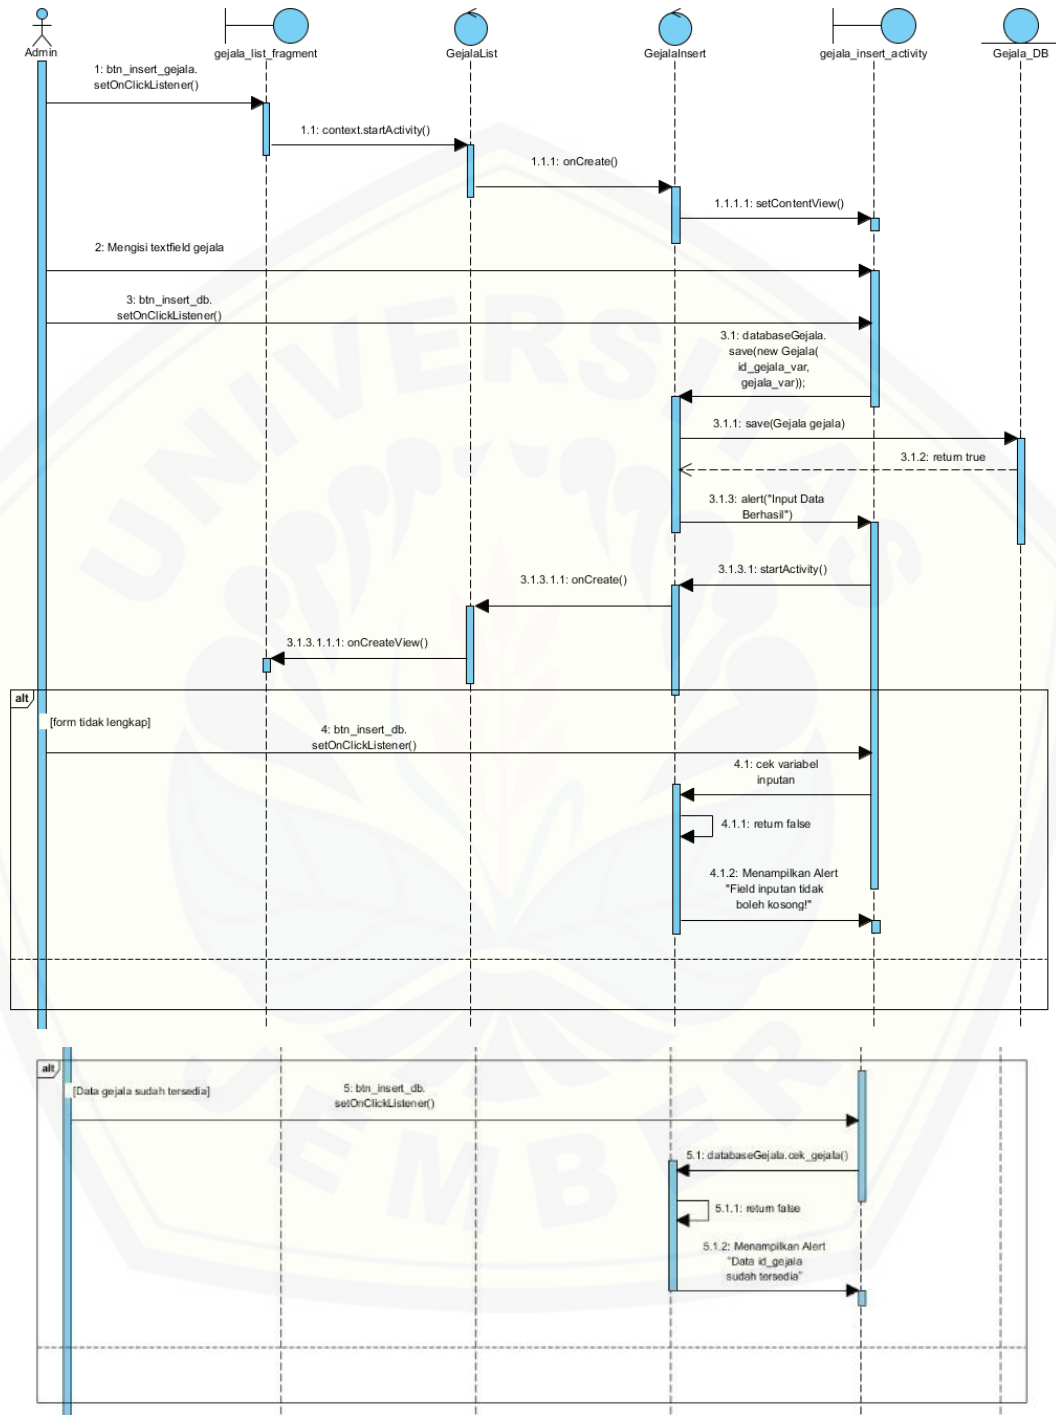 Admin
gejala_list_fragment
GejalaList
GejalaInsert
gejala_insert_activity
Gejala_DB
1: btn_insert_gejala.
setOnClickListener()
1.1: context.startActivity()
1.1.1: onCreate()
1.1.1.1: setContentView()
2: Mengisi textfield gejala
3: btn_insert_db.
setOnClickListener()
3.1: databaseGejala.
save(new Gejala(
id_gejala_var,
gejala_var));
3.1.1: save(Gejala gejala)
3.1.2: return true
3.1.3: alert("Input Data
Berhasil")
3.1.3.1: startActivity()
3.1.3.1.1: onCreate()
3.1.3.1.1.1: onCreateView()
alt
[form tidak lengkap]
4: btn_insert_db.
setOnClickListener()
4.1: cek variabel
inputan
4.1.1: return false
4.1.2: Menampilkan Alert
"Field inputan tidak
boleh kosong!"
alt
[Data gejala sudah tersedia]
5: btn_insert_db.
setOnClickListener()
5.1: databaseGejala.cek_gejala()
5.1.1: return false
5.1.2: Menampilkan Alert
"Data id_gejala
sudah tersedia"
UNIVERSITAS
JEMBER